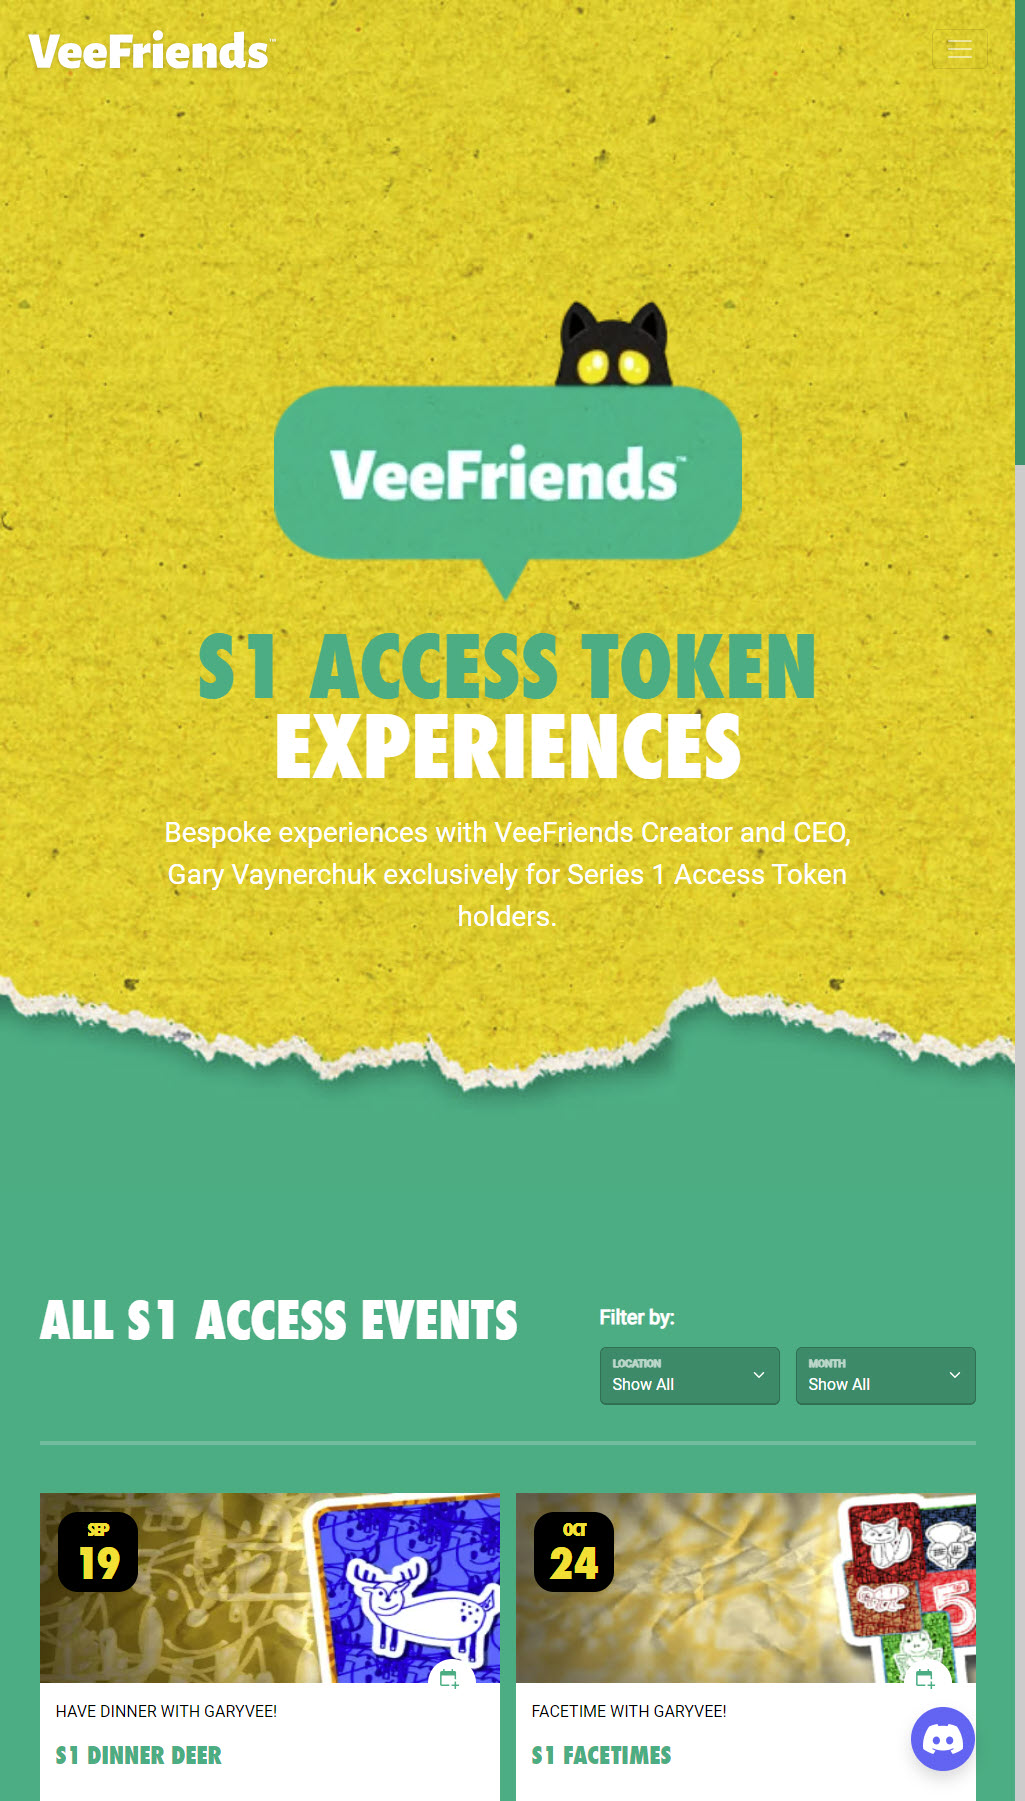 VeeFriends™
VeeFriends™
S1 ACCESS TOKEN
EXPERIENCES
Bespoke experiences with VeeFriends Creator and CEO,
Gary Vaynerchuk exclusively for Series 1 Access Token
holders.
ALL S1 ACCESS EVENTS
Filter by:
LOCATION
Show All
MONTH
Show All
SEP
19
OCT
24
5
HAVE DINNER WITH GARYVEE!
S1 DINNER DEER
FACETIME WITH GARYVEE!
S1 FACETIMES